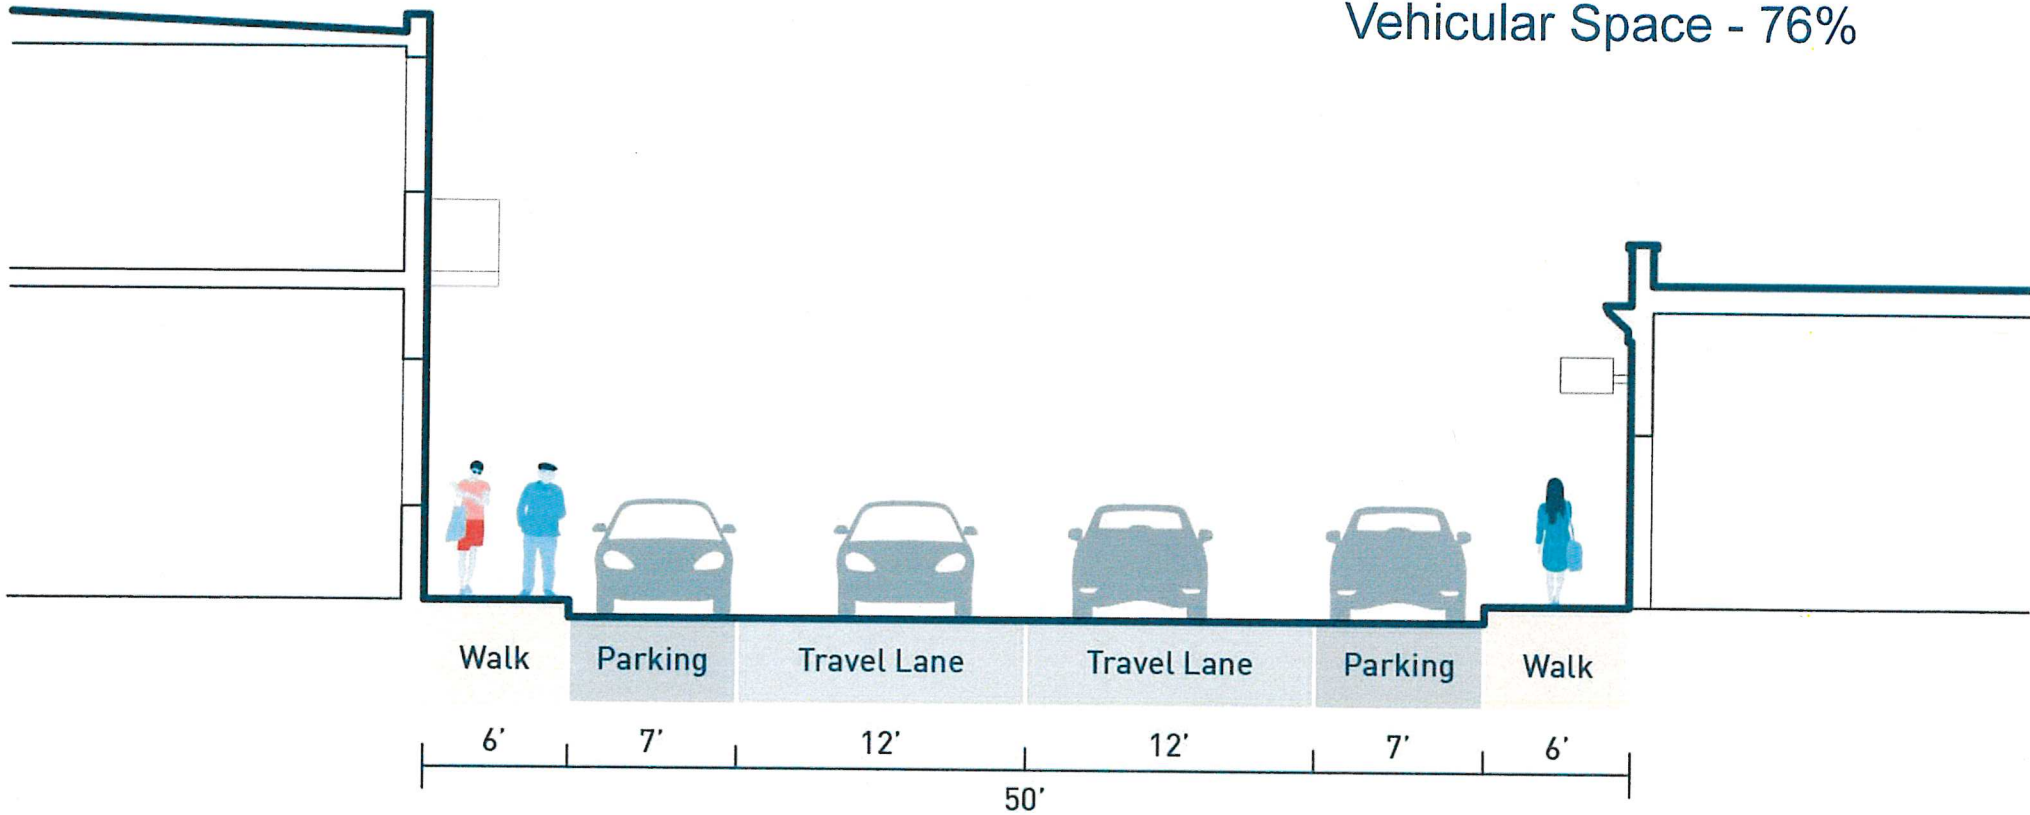 Vehicular Space - 76%
Walk Parking Travel Lane Travel Lane Parking Walk
6' 7' 12' 12' 7' 6'
50'